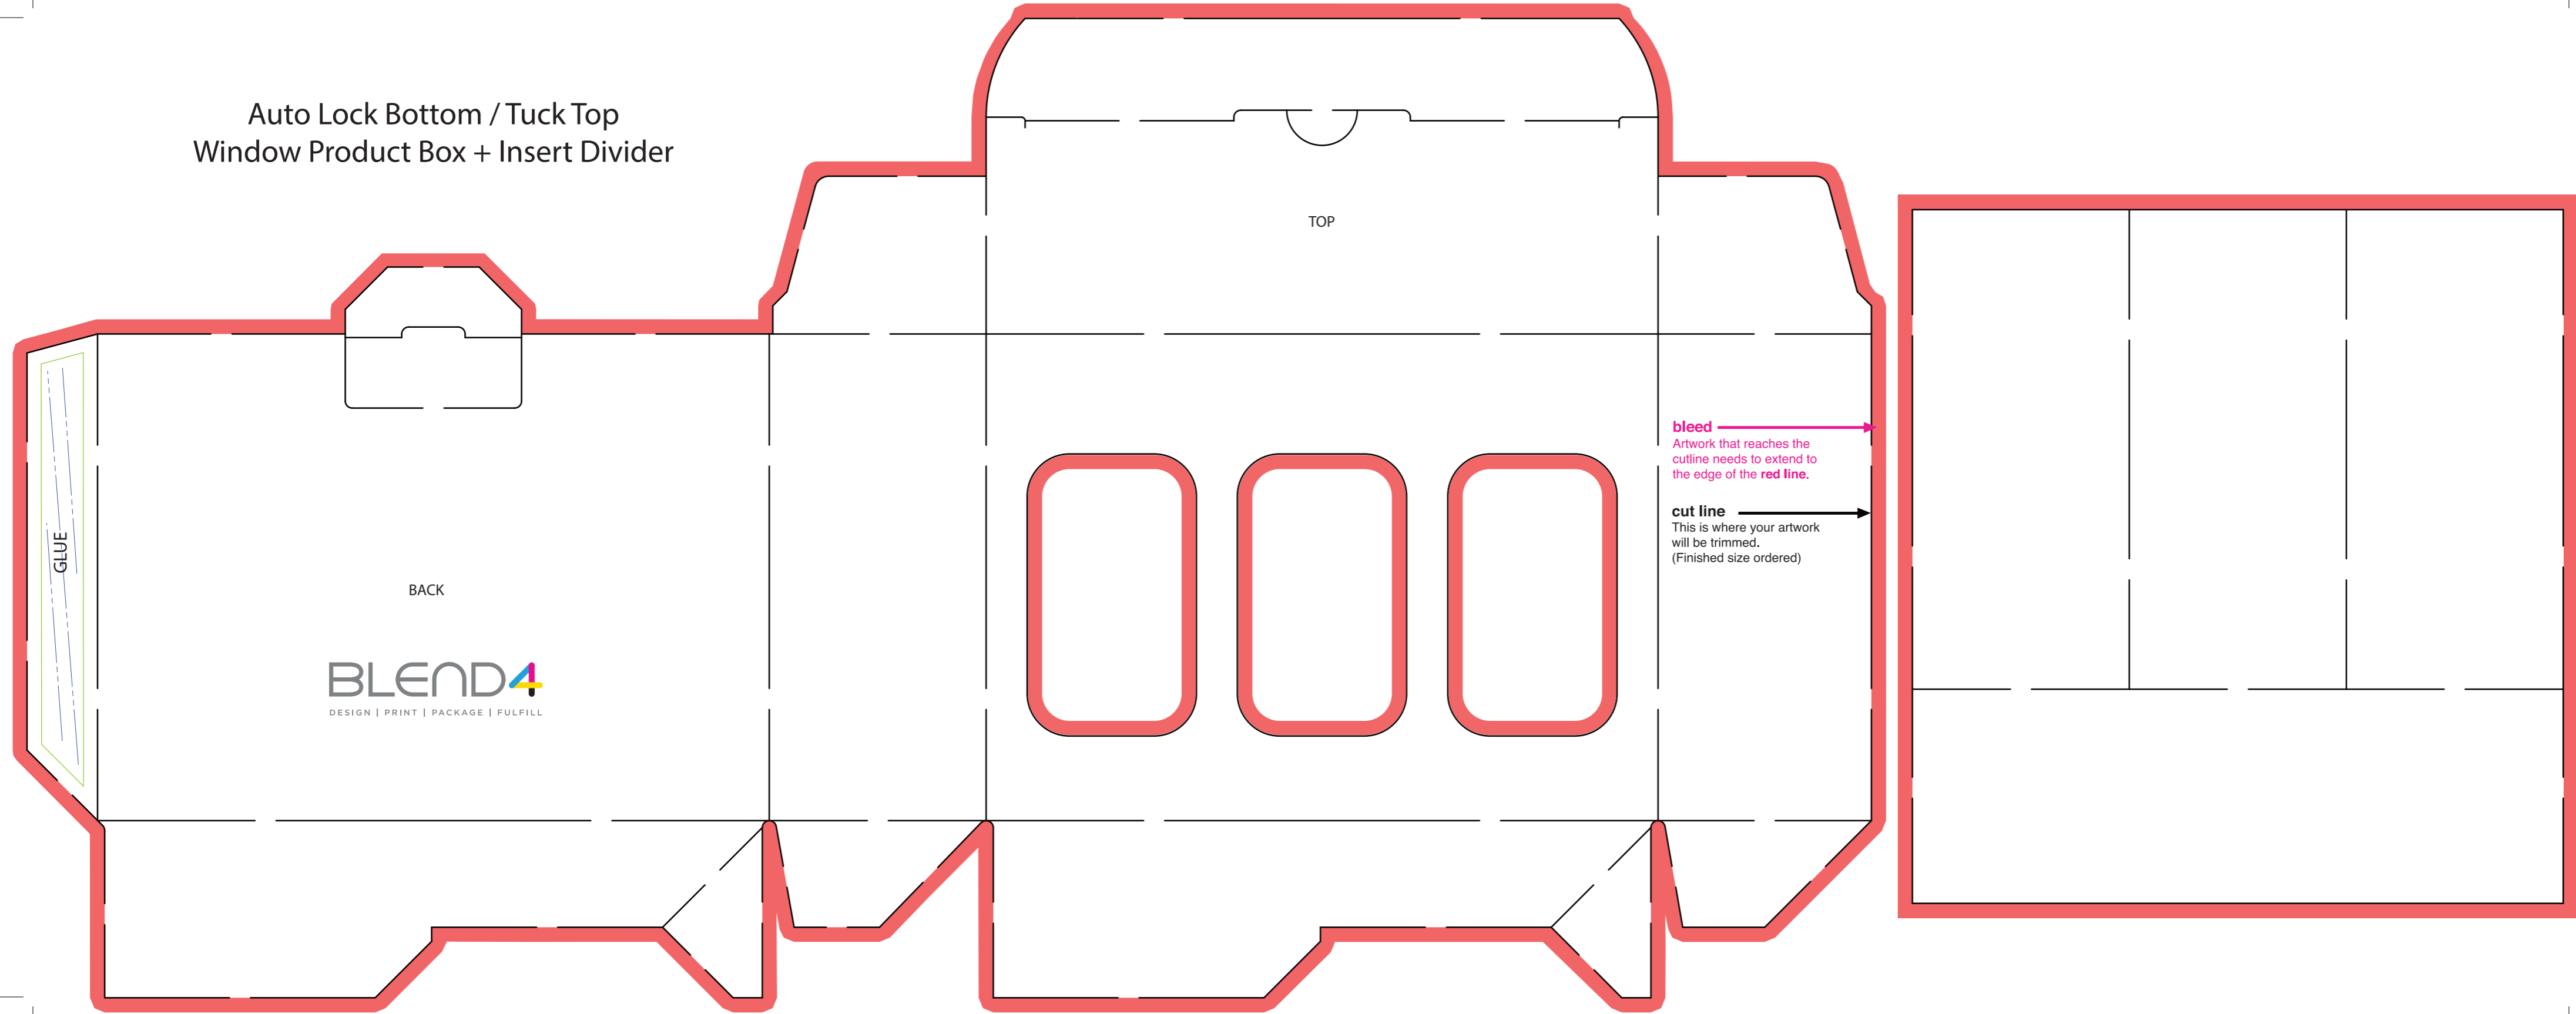 Auto Lock Bottom / Tuck Top
Window Product Box + Insert Divider
TOP
bleed
Artwork that reaches the
cutline needs to extend to
the edge of the red line.
cut line
This is where your artwork
will be trimmed.
(Finished size ordered)
GLUE
BACK
BLEND4
DESIGN | PRINT | PACKAGE | FULFILL